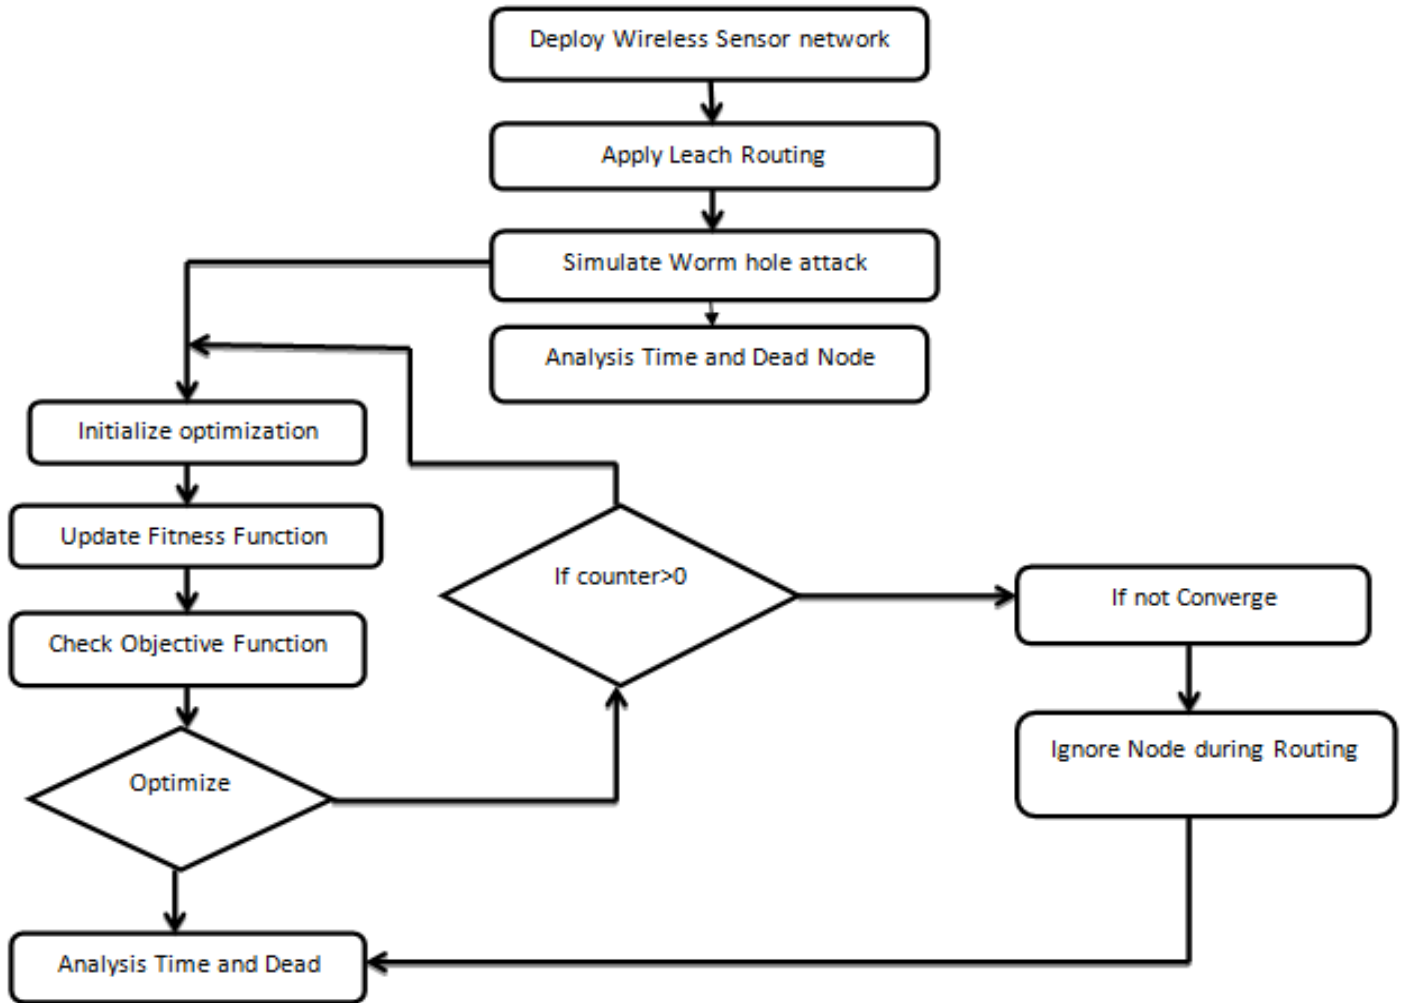 Deploy Wireless Sensor network
Apply Leach Routing
Simulate Worm hole attack
Analysis Time and Dead Node
Initialize optimization
Update Fitness Function
If counter>0
If not Converge
Check Objective Function
Ignore Node during Routing
Optimize
Analysis Time and Dead